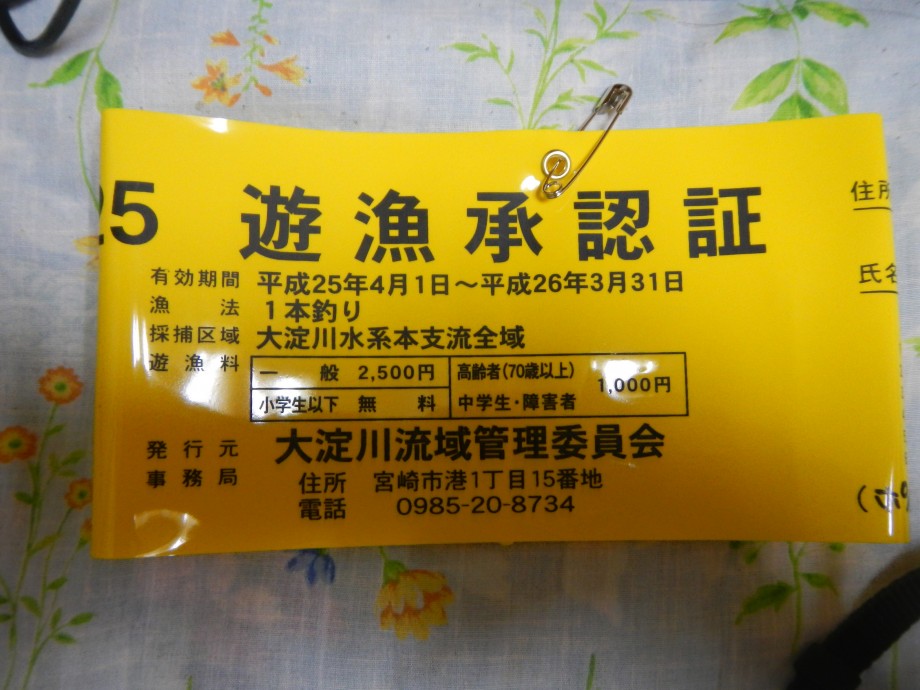 25 遊漁承認証
有効期間 平成25年4月1日～平成26年3月31日
漁法 1本釣り
採捕区域 大淀川水系本支流全域
遊漁料 一般 2,500円 高齢者(70歳以上) 1,000円
小学生以下 無料 中学生・障害者
発行元 大淀川流域管理委員会
事務局 住所 宮崎市港1丁目15番地
電話 0985-20-8734
住所
氏名